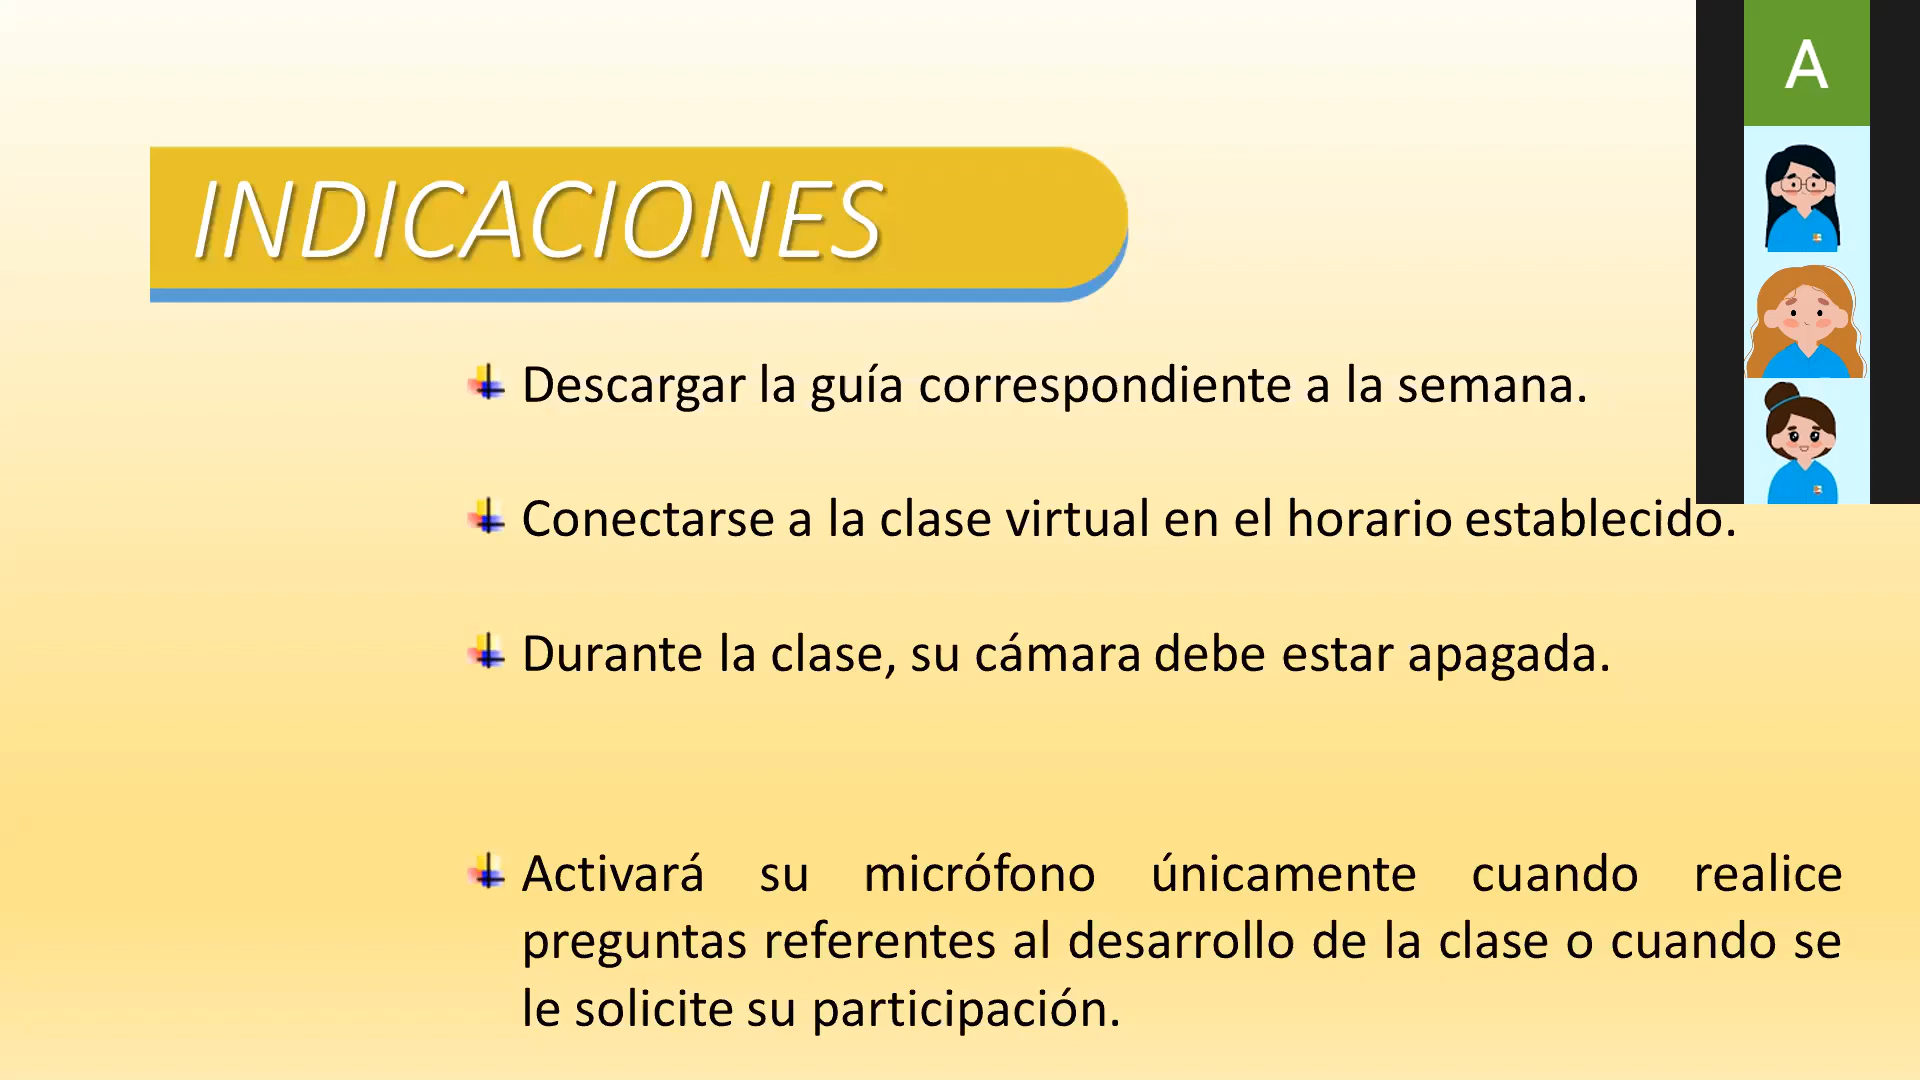 A
INDICACIONES
Descargar la guía correspondiente a la semana.
Conectarse a la clase virtual en el horario establecido.
Durante la clase, su cámara debe estar apagada.
Activará su micrófono únicamente cuando realice
preguntas referentes al desarrollo de la clase o cuando se
le solicite su participación.